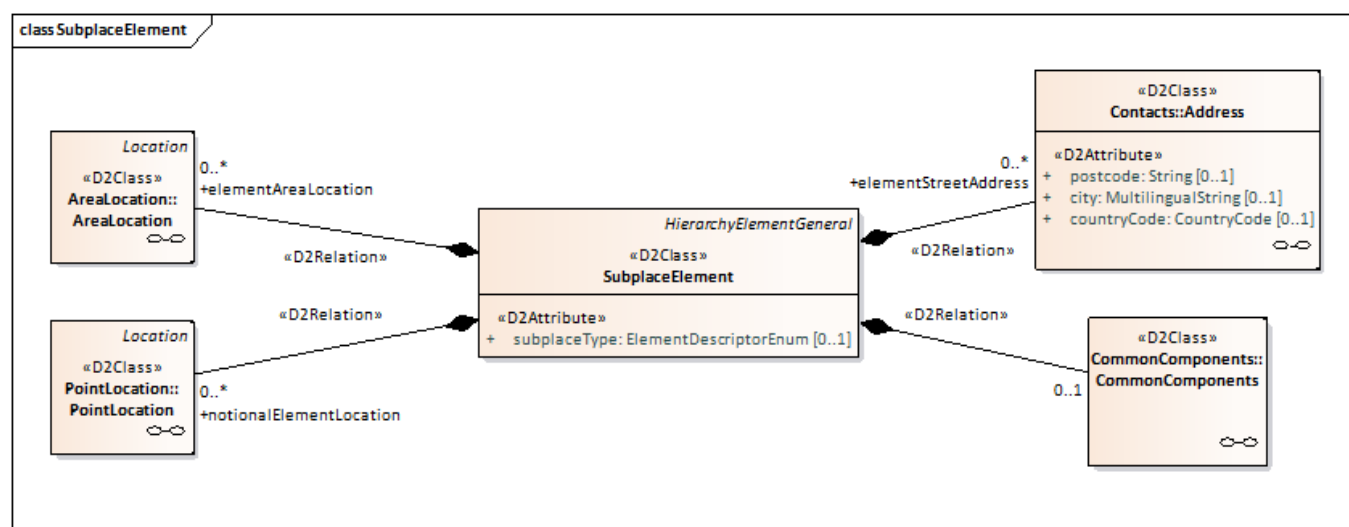 class SubplaceElement
Location
«D2Class»
AreaLocation::
AreaLocation
0..*
+elementAreaLocation
«D2Relation»
Location
«D2Class»
PointLocation::
PointLocation
0..*
+notionalElementLocation
«D2Relation»
HierarchyElementGeneral
«D2Class»
SubplaceElement
«D2Attribute»
+ subplaceType: ElementDescriptorEnum [0..1]
«D2Class»
Contacts::Address
«D2Attribute»
+ postcode: String [0..1]
+ city: MultilingualString [0..1]
+ countryCode: CountryCode [0..1]
0..*
+elementStreetAddress
«D2Relation»
«D2Relation»
0..1
«D2Class»
CommonComponents::
CommonComponents